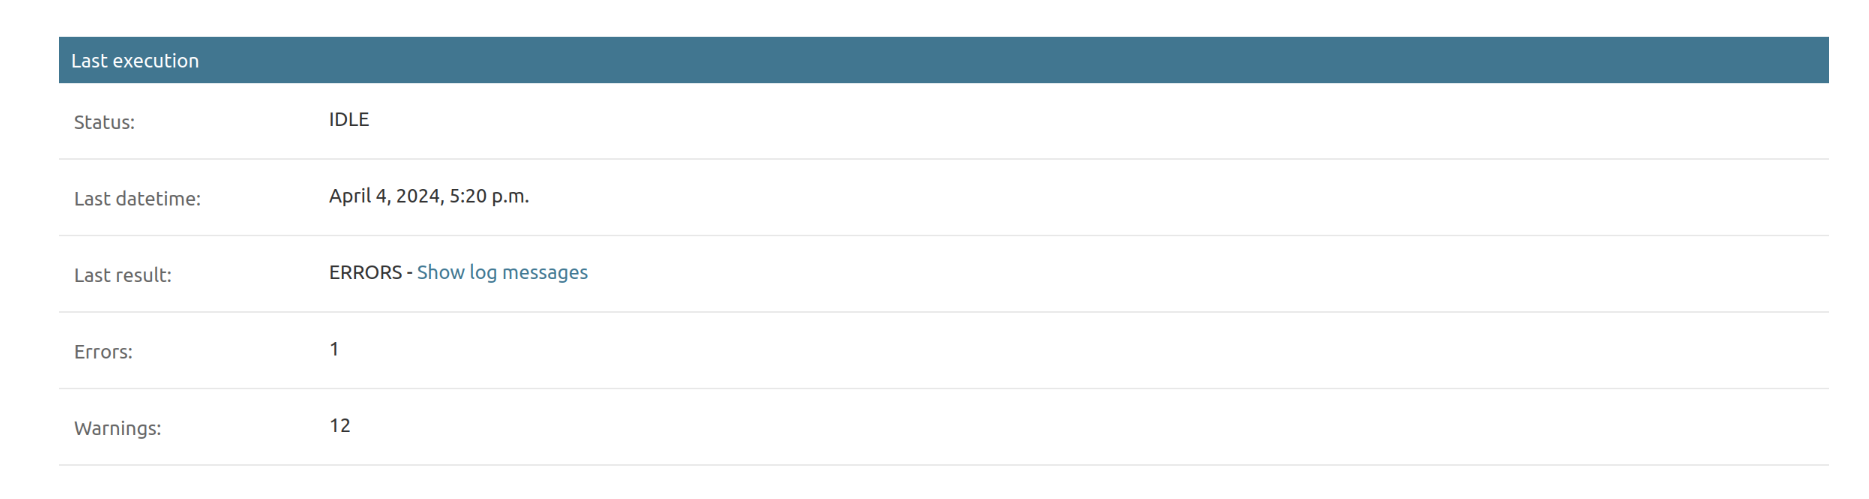 Last execution
Status: IDLE
Last datetime: April 4, 2024, 5:20 p.m.
Last result: ERRORS - Show log messages
Errors: 1
Warnings: 12